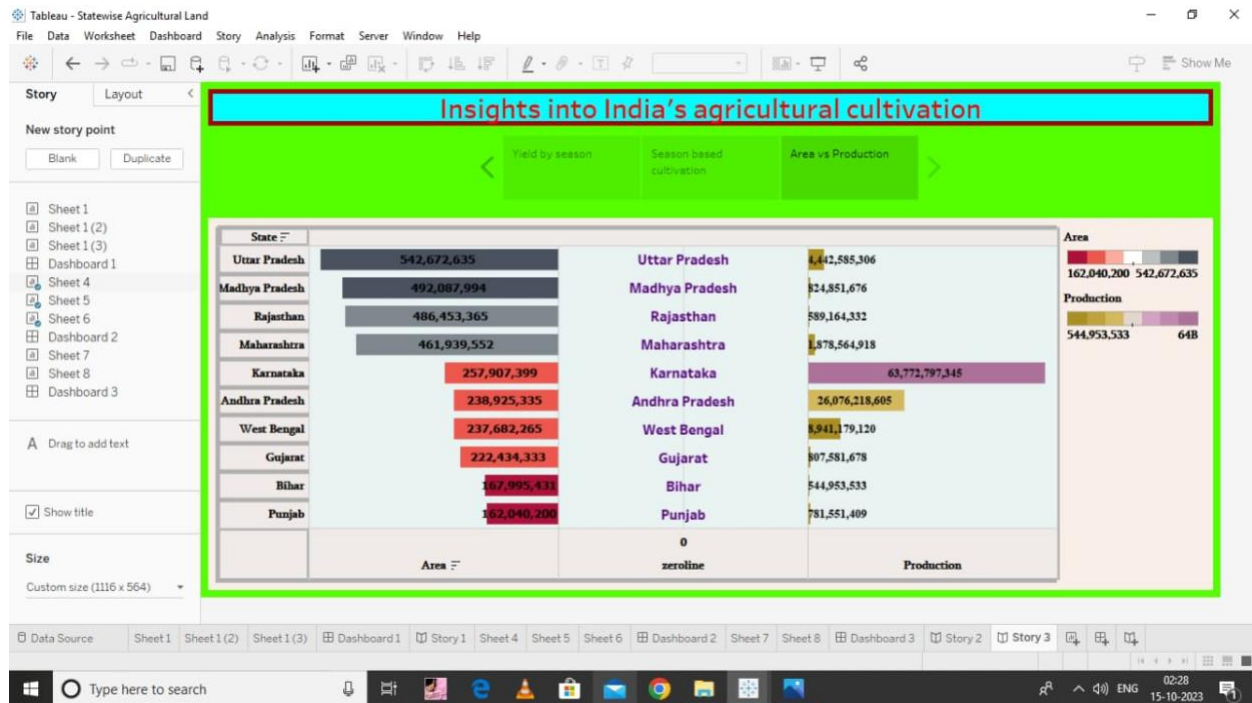 Tableau - Statewise Agricultural Land
File Data Worksheet Dashboard Story Analysis Format Server Window Help
Show Me
Story Layout
New story point
Blank Duplicate
Sheet 1
Sheet 1 (2)
Sheet 1 (3)
Dashboard 1
Sheet 4
Sheet 5
Sheet 6
Dashboard 2
Sheet 7
Sheet 8
Dashboard 3
A Drag to add text
Show title
Size
Custom size (1116 x 564)
Insights into India's agricultural cultivation
Yield by season
Season based
cultivation
Area vs Production
State
Uttar Pradesh 542,672,635 Uttar Pradesh 4,442,585,306
Madhya Pradesh 492,087,994 Madhya Pradesh 824,851,676
Rajasthan 486,453,365 Rajasthan 589,164,332
Maharashtra 461,939,552 Maharashtra 1,878,564,918
Karnataka 257,907,399 Karnataka 63,772,797,345
Andhra Pradesh 238,925,335 Andhra Pradesh 26,076,218,605
West Bengal 237,682,265 West Bengal 8,941,179,120
Gujarat 222,434,333 Gujarat 807,581,678
Bihar 167,995,431 Bihar 544,953,533
Punjab 162,040,200 Punjab 781,551,409
0
Area zeroline Production
Area
162,040,200 542,672,635
Production
544,953,533 64B
Data Source Sheet 1 Sheet 1 (2) Sheet 1 (3) Dashboard 1 Story 1 Sheet 4 Sheet 5 Sheet 6 Dashboard 2 Sheet 7 Sheet 8 Dashboard 3 Story 2 Story 3
Type here to search
ENG
02:28
15-10-2023
1